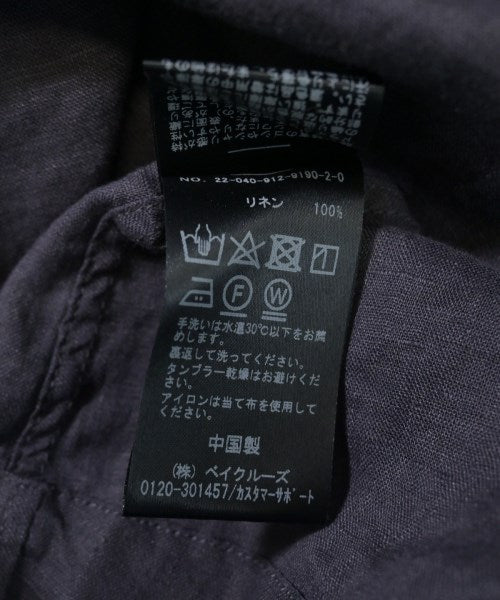 NO. 22-040-912-9190-2-0
リネン 100%
F W
手洗いは水温30℃以下をお薦
めします。
裏返して洗ってください。
タンブラー乾燥はお避けくだ
さい。
アイロンは当て布を使用して
ください。
中国製
(株) ベイクルーズ
0120-301457/カスタマーサポート